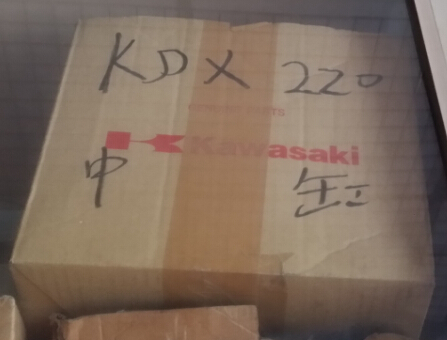 KDX 220
Kawasaki
中 缸